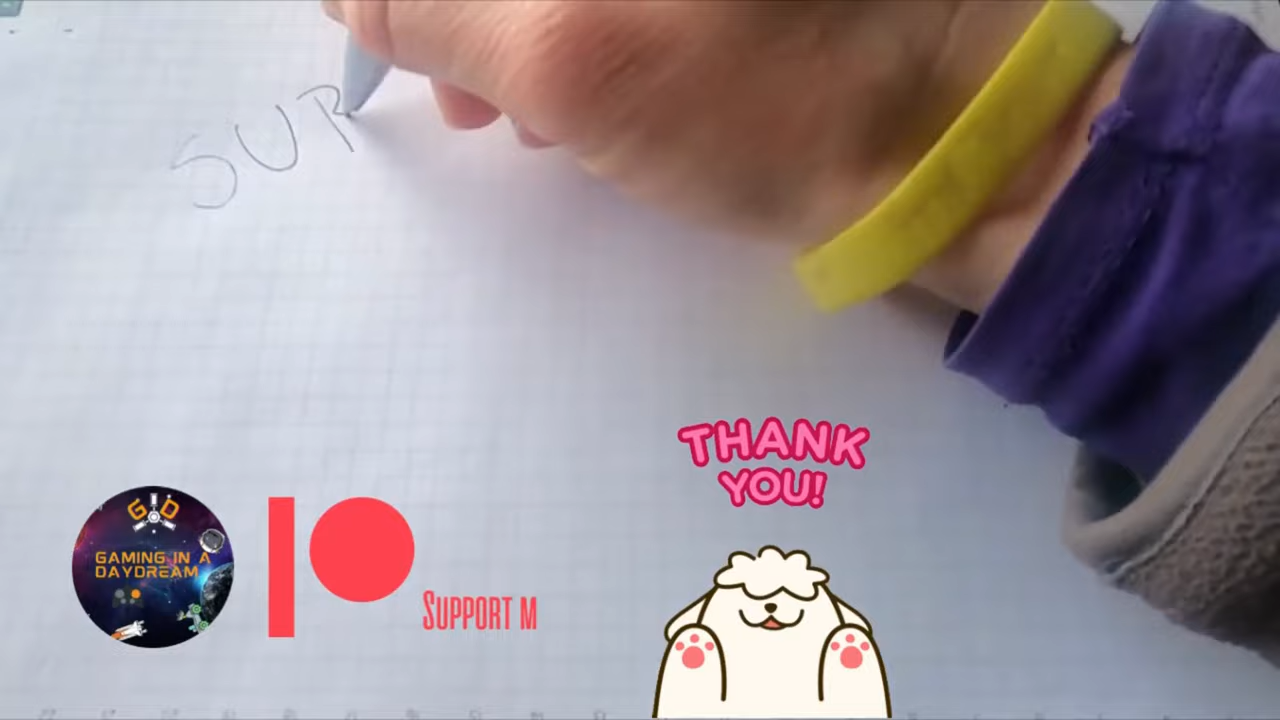 SUR
THANK
YOU!
G D
GAMING IN A
DAYDREAM
SUPPORT M